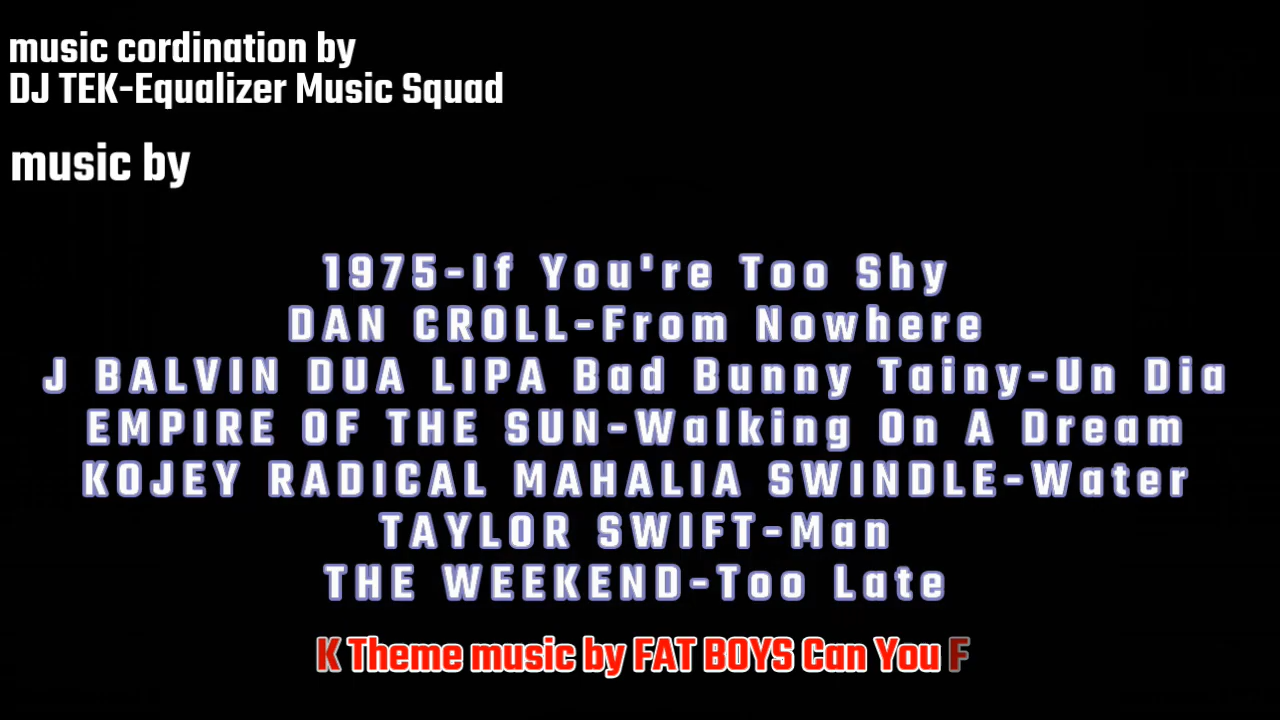 music cordination by
DJ TEK-Equalizer Music Squad
music by
1975-If You're Too Shy
DAN CROLL-From Nowhere
J BALVIN DUA LIPA Bad Bunny Tainy-Un Dia
EMPIRE OF THE SUN-Walking On A Dream
KOJEY RADICAL MAHALIA SWINDLE-Water
TAYLOR SWIFT-Man
THE WEEKEND-Too Late
K Theme music by FAT BOYS Can You F